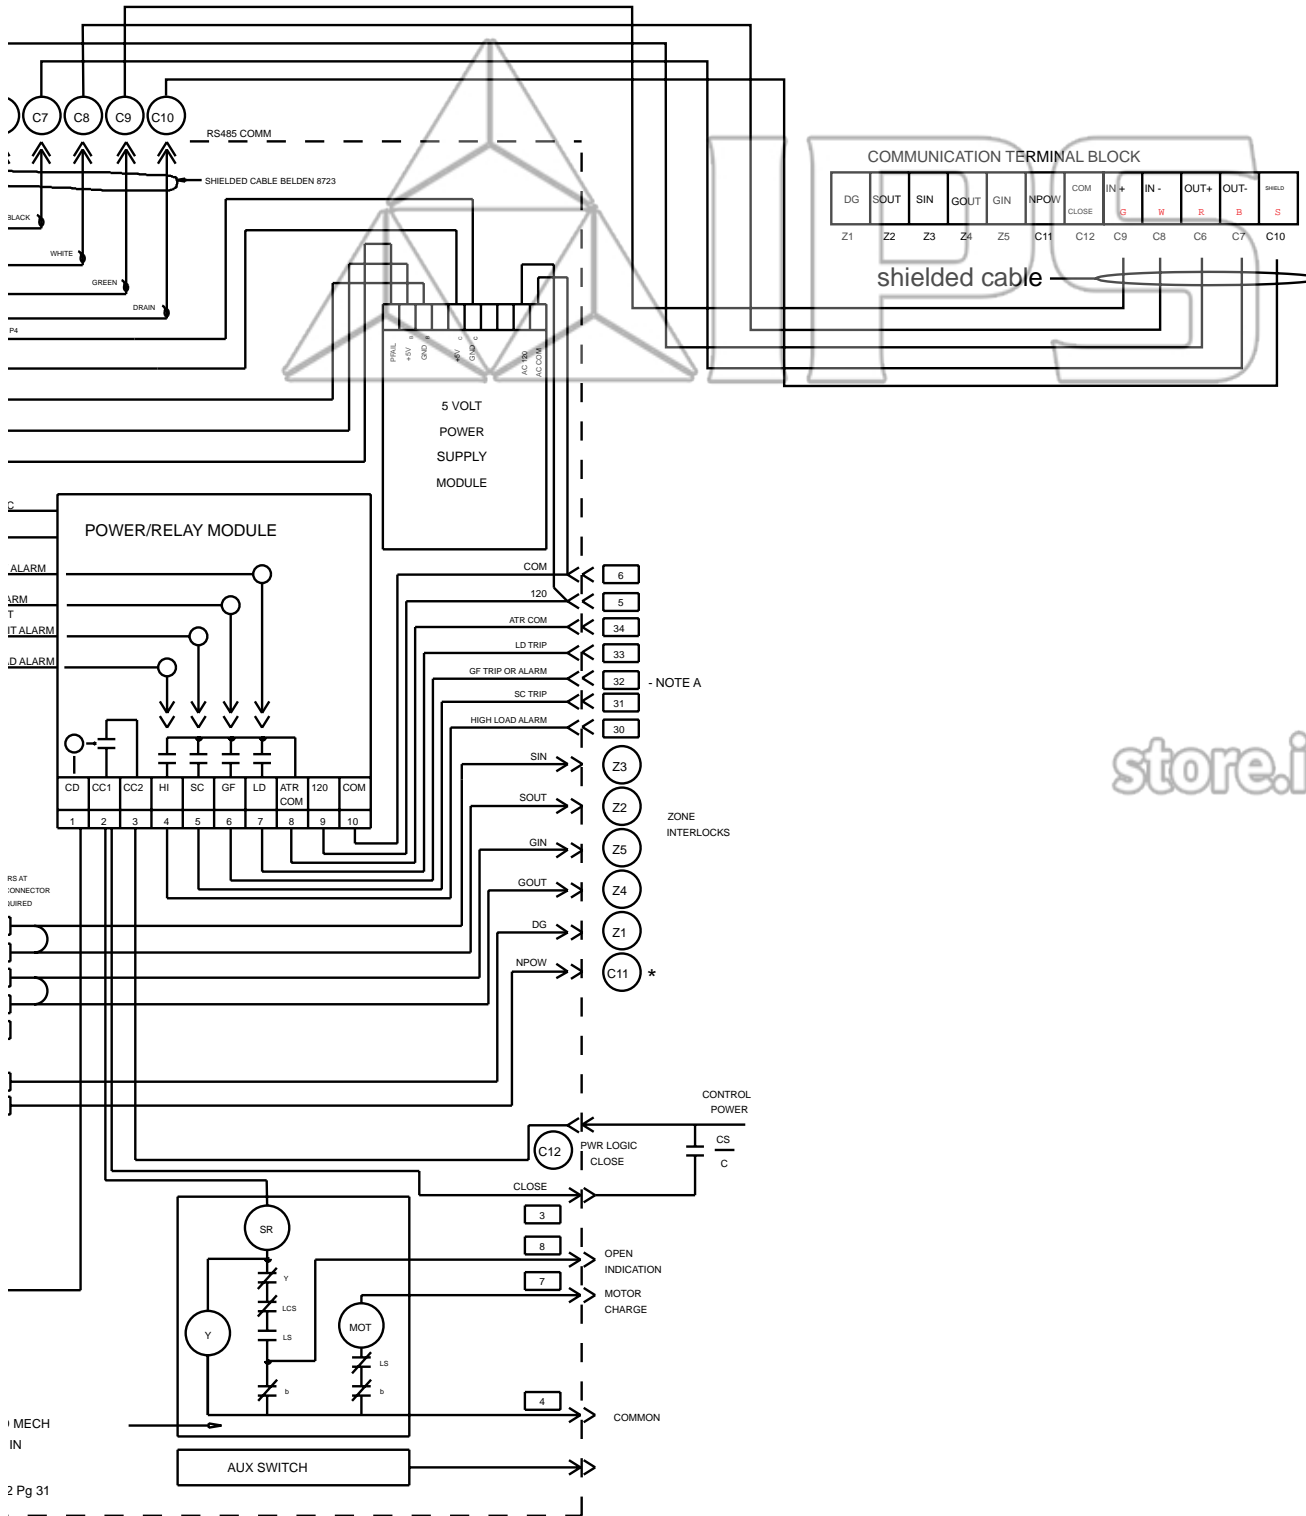 C7 C8 C9 C10
RS485 COMM
SHIELDED CABLE BELDEN 8723
BLACK
WHITE
GREEN
DRAIN
P4
COMMUNICATION TERMINAL BLOCK
DG SOUT SIN GOUT GIN NPOW COM CLOSE IN + IN - OUT+ OUT- SHIELD
G W R B S
Z1 Z2 Z3 Z4 Z5 C11 C12 C9 C8 C6 C7 C10
shielded cable
IPS
PFAIL +5V B GND B +5V C GND C AC 120 AC COM
5 VOLT
POWER
SUPPLY
MODULE
C
POWER/RELAY MODULE
ALARM
ARM
T
IT ALARM
D ALARM
COM 6
120 5
ATR COM 34
LD TRIP 33
GF TRIP OR ALARM 32 - NOTE A
SC TRIP 31
HIGH LOAD ALARM 30
SIN Z3
SOUT Z2
ZONE
INTERLOCKS
GIN Z5
GOUT Z4
DG Z1
NPOW C11 *
store.i
CD CC1 CC2 HI SC GF LD ATR COM 120 COM
1 2 3 4 5 6 7 8 9 10
RS AT
CONNECTOR
QUIRED
CONTROL
POWER
C12 PWR LOGIC
CLOSE
CS
C
CLOSE
3
SR
8 OPEN
INDICATION
7 MOTOR
CHARGE
Y
LCS
LS
Y
MOT
LS
b
b
4 COMMON
MECH
IN
AUX SWITCH
2 Pg 31